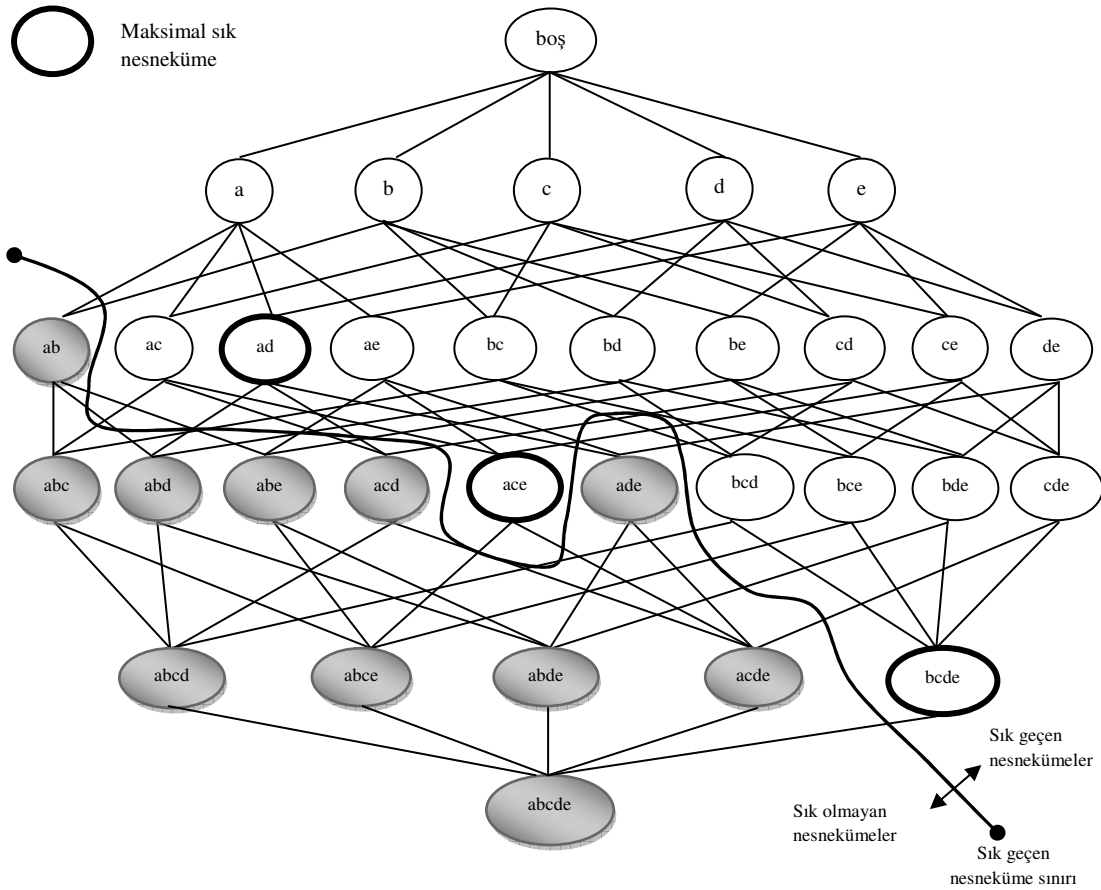 Maksimal sık
nesneküme
boş
a b c d e
ab ac ad ae bc bd be cd ce de
abc abd abe acd ace ade bcd bce bde cde
abcd abce abde acde bcde
abcde
Sık geçen
nesnekümeler
Sık olmayan
nesnekümeler
Sık geçen
nesneküme sınırı